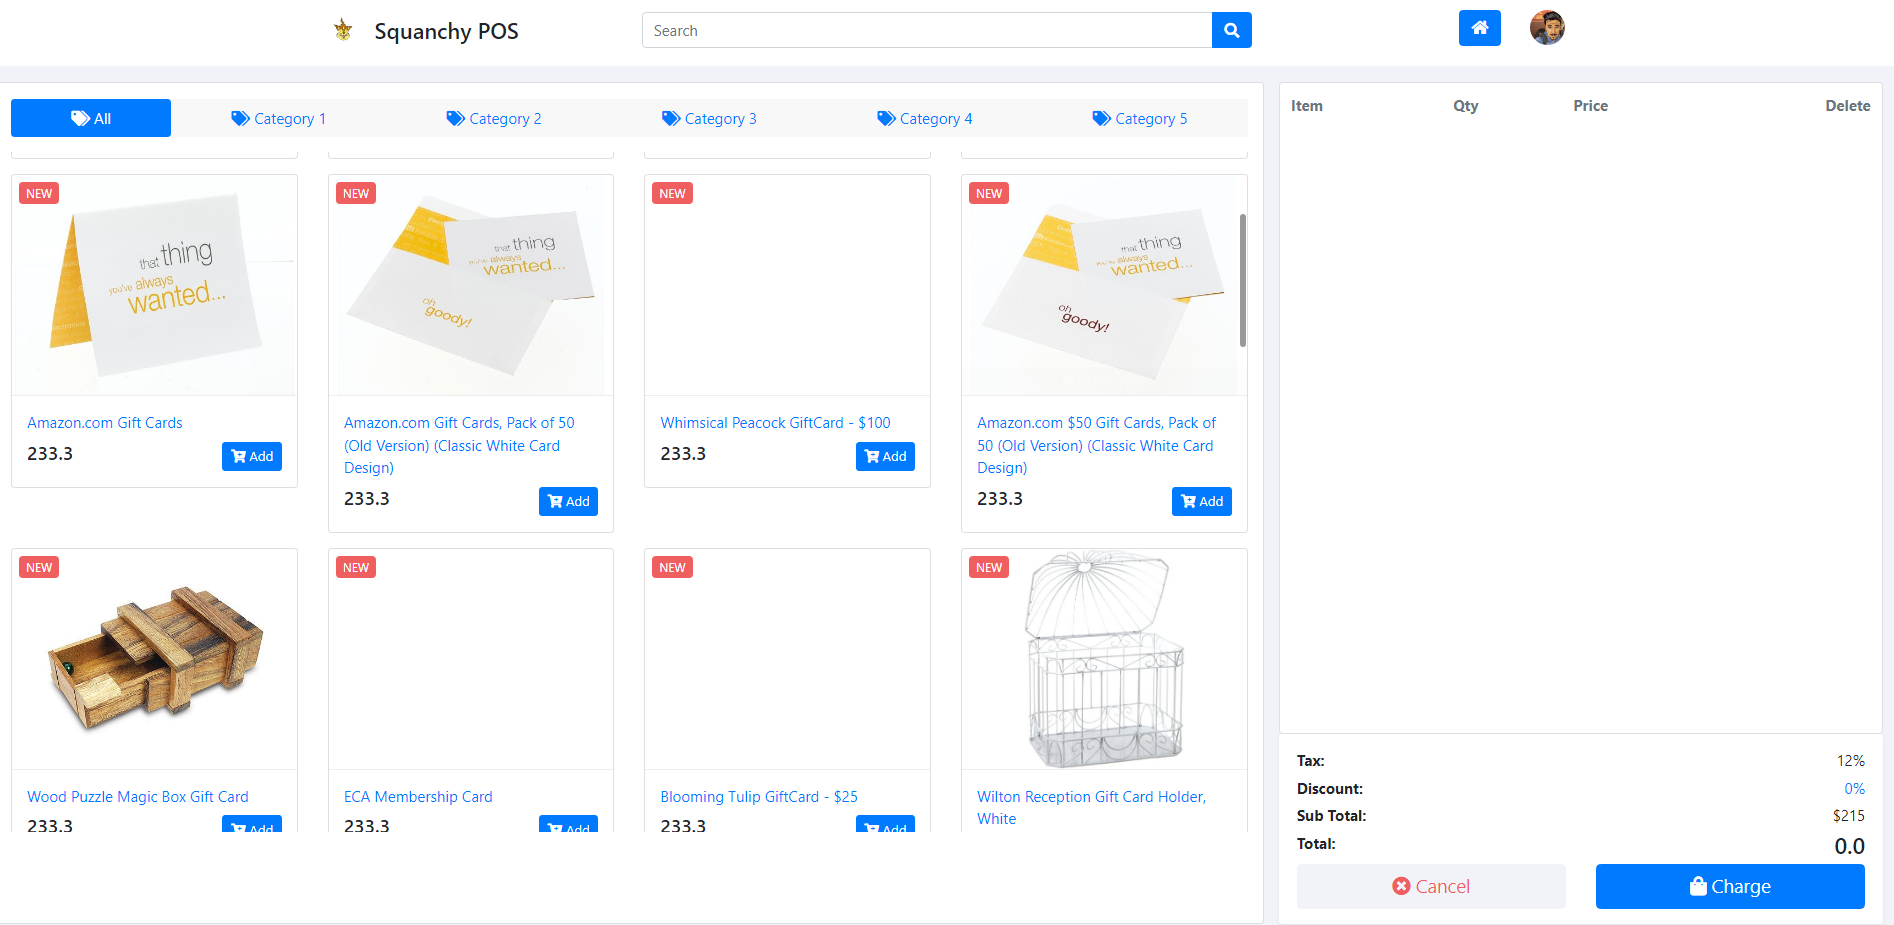 Squanchy POS
Search
All
Category 1
Category 2
Category 3
Category 4
Category 5
NEW
that thing
you've always
wanted...
Amazon.com Gift Cards
233.3
Add
NEW
that thing
you've always
wanted...
oh
goody!
Amazon.com Gift Cards, Pack of 50
(Old Version) (Classic White Card
Design)
233.3
Add
NEW
Whimsical Peacock GiftCard - $100
233.3
Add
NEW
that thing
you've always
wanted...
oh
goody!
Amazon.com $50 Gift Cards, Pack of
50 (Old Version) (Classic White Card
Design)
233.3
Add
NEW
Wood Puzzle Magic Box Gift Card
233.3
Add
NEW
ECA Membership Card
233.3
Add
NEW
Blooming Tulip GiftCard - $25
233.3
Add
NEW
Wilton Reception Gift Card Holder,
White
Item Qty Price Delete
Tax: 12%
Discount: 0%
Sub Total: $215
Total: 0.0
Cancel
Charge